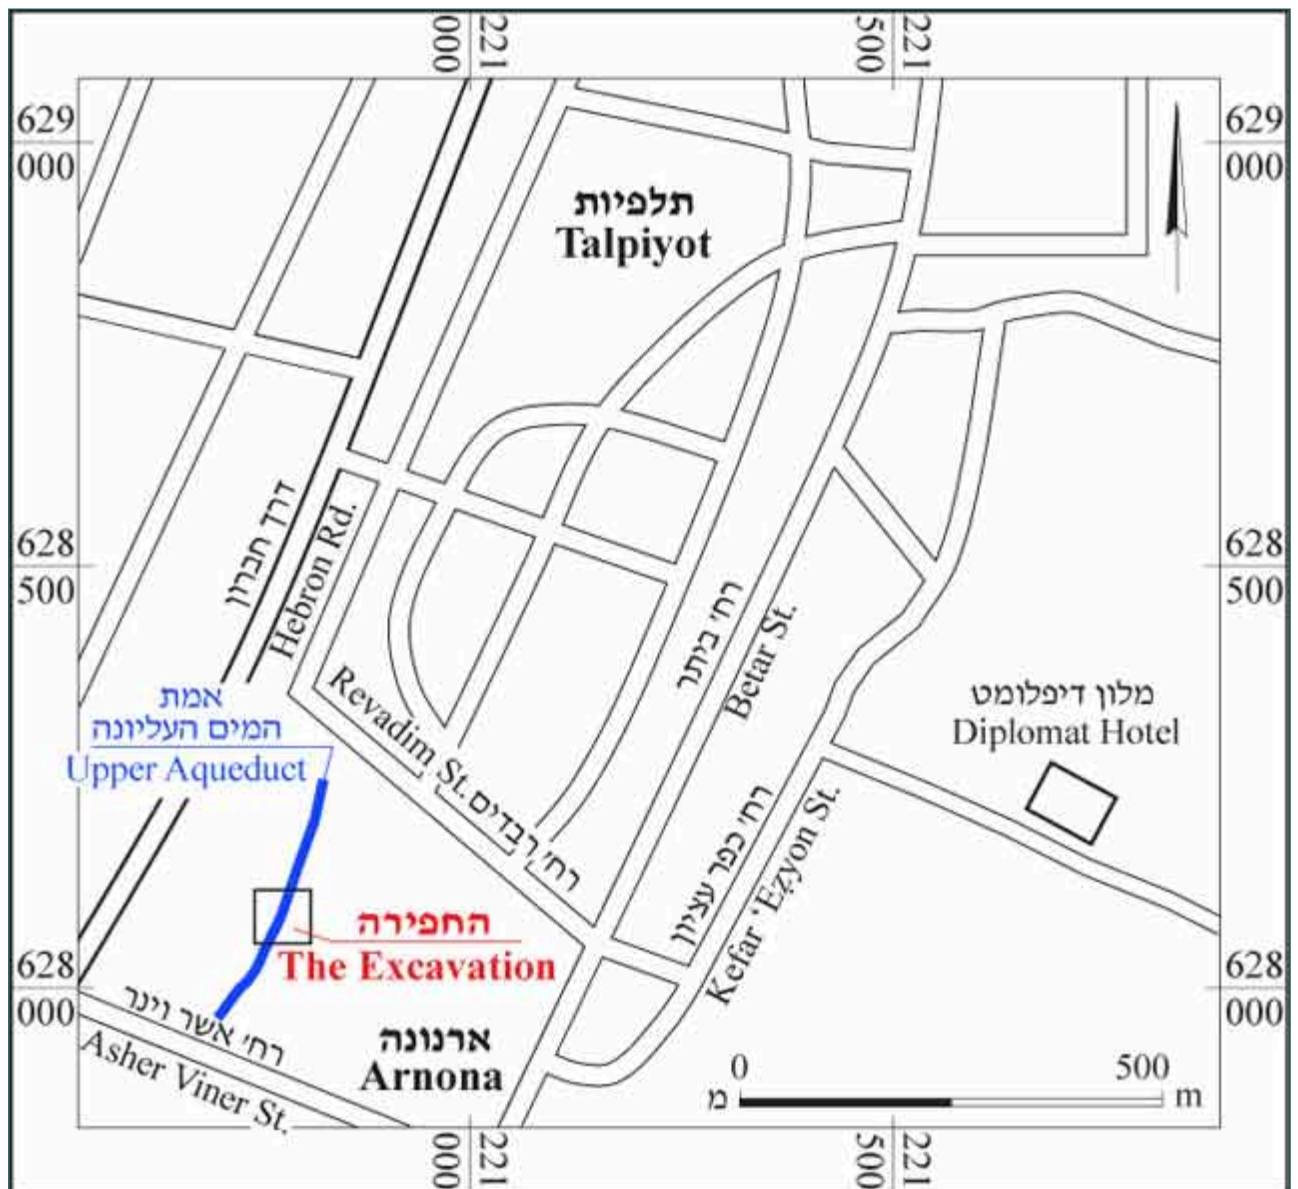 221
000
221
500
629
000
629
000
תלפיות
Talpiyot
דרך חברון
Hebron Rd.
628
500
628
500
רח' ביתר
Betar St.
אמת
המים העליונה
Upper Aqueduct
Revadim St. רח' רבדים
מלון דיפלומט
Diplomat Hotel
רח' כפר עציון
Kefar ‘Eẓyon St.
החפירה
The Excavation
628
000
628
000
רח' אשר וינר
Asher Viner St.
ארנונה
Arnona
0
500
מ
m
221
000
221
500